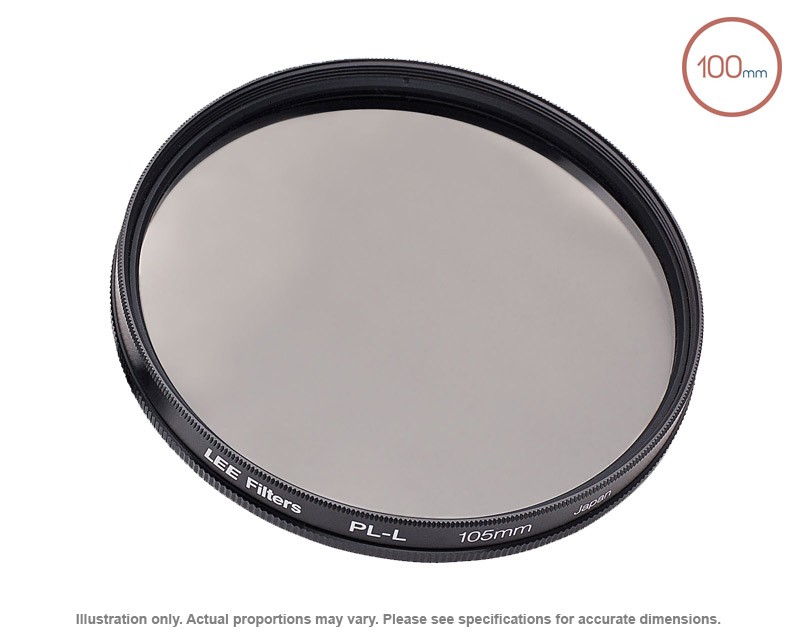 100mm
LEE Filters PL-L 105mm Japan
Illustration only. Actual proportions may vary. Please see specifications for accurate dimensions.